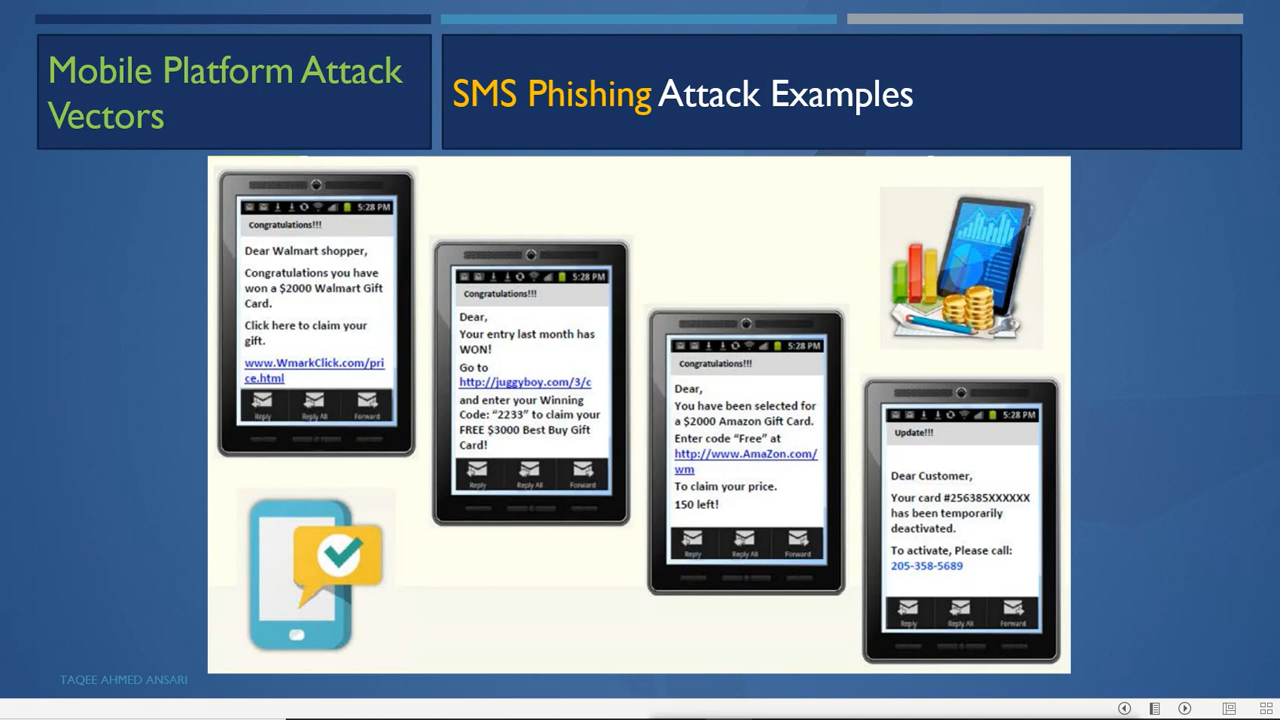 Mobile Platform Attack
Vectors
SMS Phishing Attack Examples
5:28 PM
Congratulations!!!
Dear Walmart shopper,
Congratulations you have
won a $2000 Walmart Gift
Card.
Click here to claim your
gift.
www.WmarkClick.com/pri
ce.html
Reply
Reply All
Forward
5:28 PM
Congratulations!!!
Dear,
Your entry last month has
WON!
Go to
http://juggyboy.com/3/c
and enter your Winning
Code: “2233” to claim your
FREE $3000 Best Buy Gift
Card!
Reply
Reply All
Forward
5:28 PM
Congratulations!!!
Dear,
You have been selected for
a $2000 Amazon Gift Card.
Enter code “Free” at
http://www.AmaZon.com/
wm
To claim your price.
150 left!
Reply
Reply All
Forward
5:28 PM
Update!!!
Dear Customer,
Your card #256385XXXXXX
has been temporarily
deactivated.
To activate, Please call:
205-358-5689
Reply
Reply All
Forward
TAQEE AHMED ANSARI